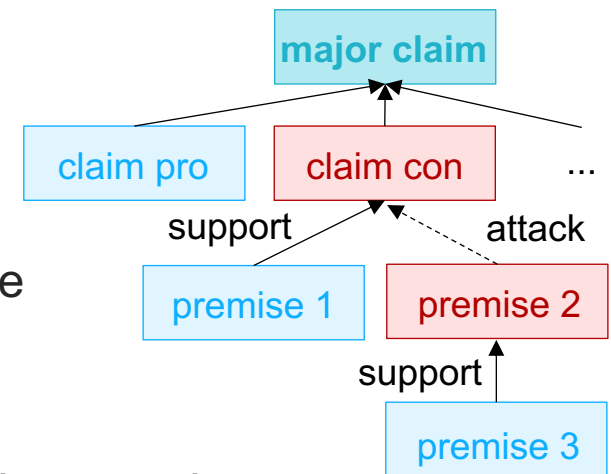 major claim
claim pro
claim con
...
support
attack
e
premise 1
premise 2
support
premise 3